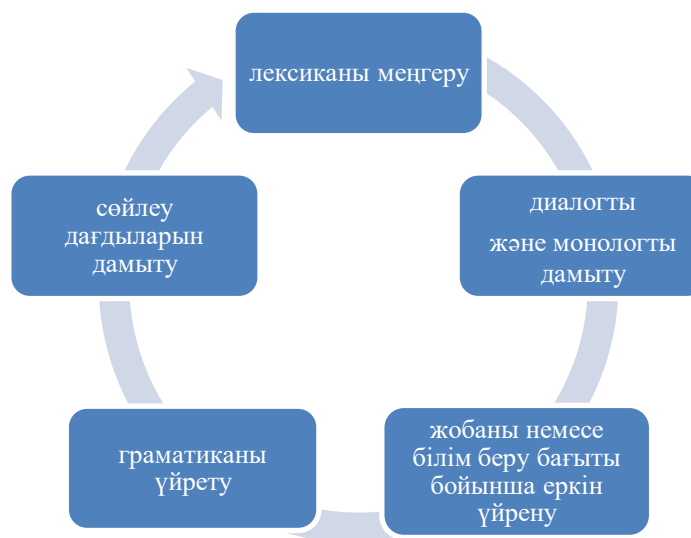 лексиканы меңгеру
диалогты
және монологты
дамыту
жобаны немесе
білім беру бағыты
бойынша еркін
үйрену
граматиканы
үйрету
сөйлеу
дағдыларын
дамыту